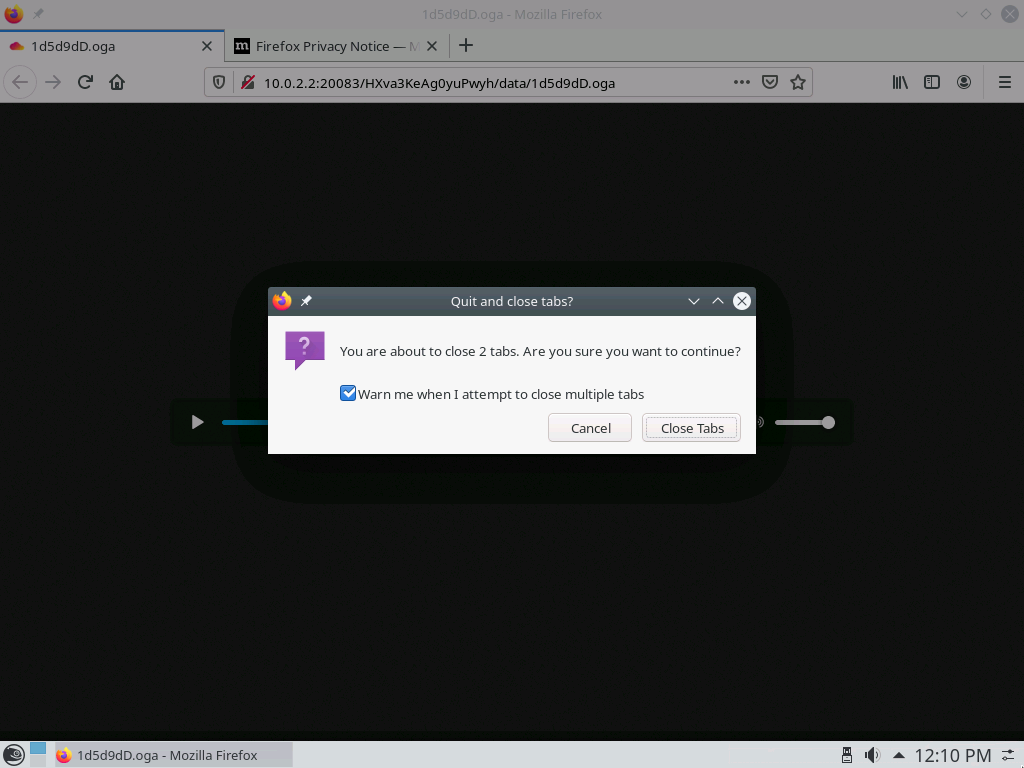 1d5d9dD.oga - Mozilla Firefox
1d5d9dD.oga
Firefox Privacy Notice — M
10.0.2.2:20083/HXva3KeAg0yuPwyh/data/1d5d9dD.oga
Quit and close tabs?
You are about to close 2 tabs. Are you sure you want to continue?
Warn me when I attempt to close multiple tabs
Cancel
Close Tabs
1d5d9dD.oga - Mozilla Firefox
12:10 PM